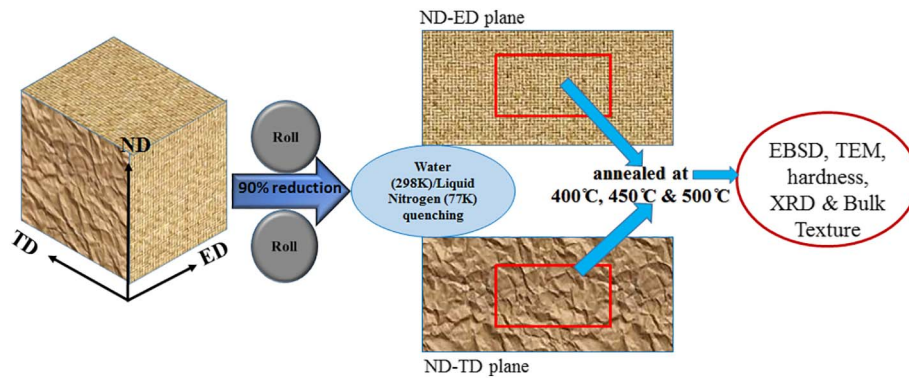 ND-ED plane
ND
TD
ED
Roll
90% reduction
Roll
Water
(298K)/Liquid
Nitrogen (77K)
quenching
annealed at
400℃, 450℃ & 500℃
EBSD, TEM,
hardness,
XRD & Bulk
Texture
ND-TD plane